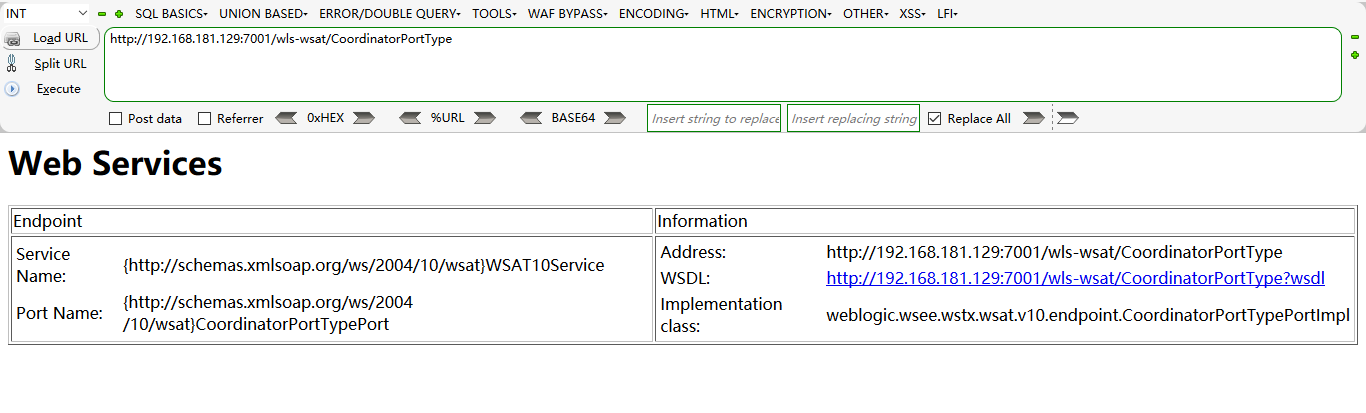 INT SQL BASICS▾ UNION BASED▾ ERROR/DOUBLE QUERY▾ TOOLS▾ WAF BYPASS▾ ENCODING▾ HTML▾ ENCRYPTION▾ OTHER▾ XSS▾ LFI▾
Load URL http://192.168.181.129:7001/wls-wsat/CoordinatorPortType
Split URL
Execute
Post data Referrer 0xHEX %URL BASE64 Insert string to replace Insert replacing string Replace All
Web Services
Endpoint Information
Service Name: {http://schemas.xmlsoap.org/ws/2004/10/wsat}WSAT10Service Address: http://192.168.181.129:7001/wls-wsat/CoordinatorPortType
WSDL: http://192.168.181.129:7001/wls-wsat/CoordinatorPortType?wsdl
Port Name: {http://schemas.xmlsoap.org/ws/2004
/10/wsat}CoordinatorPortTypePort Implementation
class: weblogic.wsee.wstx.wsat.v10.endpoint.CoordinatorPortTypePortImpl